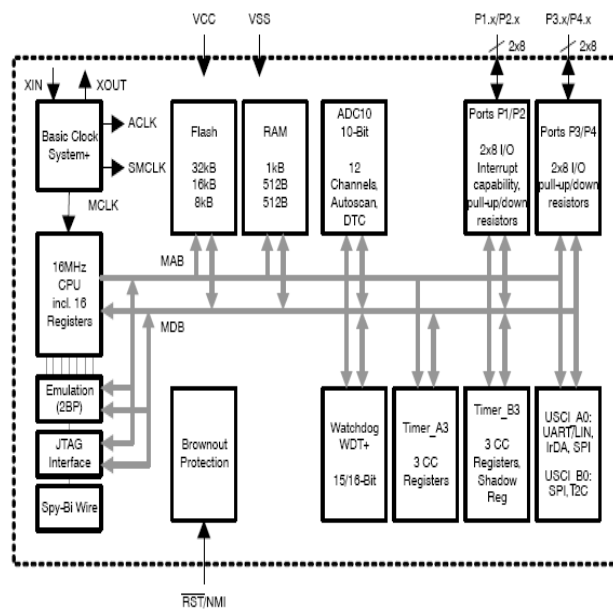 VCC
VSS
P1.x/P2.x
P3.x/P4.x
2x8
2x8
XIN
XOUT
Basic Clock
System+
ACLK
SMCLK
MCLK
Flash
32kB
16kB
8kB
RAM
1kB
512B
512B
ADC10
10-Bit
12
Channels,
Autoscan,
DTC
Ports P1/P2
2x8 I/O
Interrupt
capability,
pull-up/down
resistors
Ports P3/P4
2x8 I/O
pull-up/down
resistors
16MHz
CPU
incl. 16
Registers
MAB
MDB
Emulation
(2BP)
JTAG
Interface
Spy-Bi Wire
Brownout
Protection
Watchdog
WDT+
15/16-Bit
Timer_A3
3 CC
Registers
Timer_B3
3 CC
Registers,
Shadow
Reg
USCI_A0:
UART/LIN,
IrDA, SPI
USCI_B0:
SPI, I2C
RST/NMI